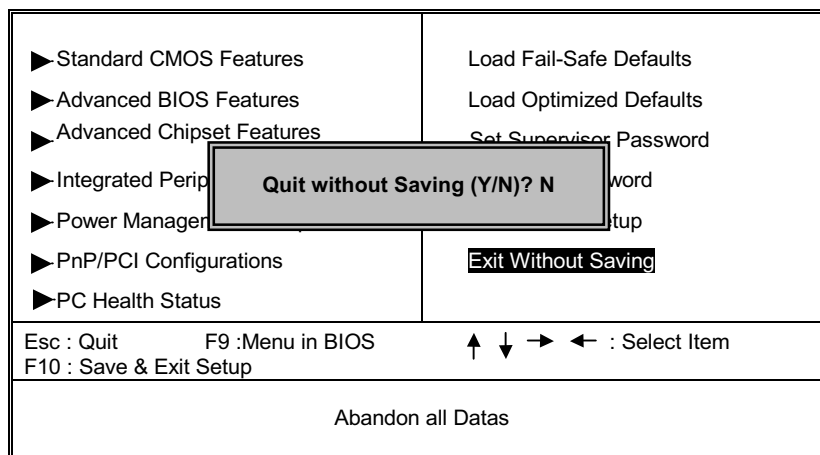 Standard CMOS Features
Advanced BIOS Features
Advanced Chipset Features
Integrated Perip
Power Manager
PnP/PCI Configurations
PC Health Status
Load Fail-Safe Defaults
Load Optimized Defaults
Set Supervisor Password
word
tup
Exit Without Saving
Quit without Saving (Y/N)? N
Esc : Quit F9 :Menu in BIOS ↑ ↓ → ← : Select Item
F10 : Save & Exit Setup
Abandon all Datas